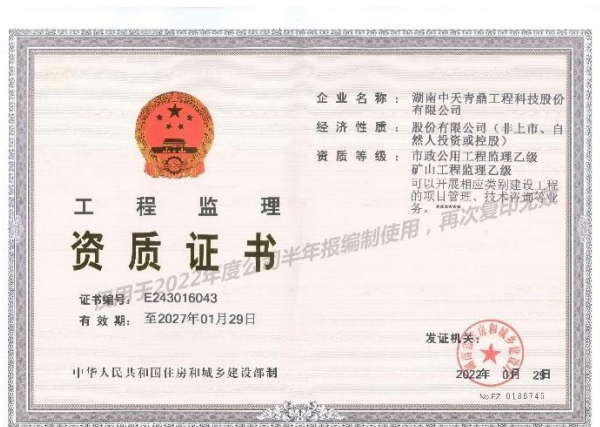 工程监理
资质证书
证书编号：E243016043
有效期：至2027年01月29日
中华人民共和国住房和城乡建设部制
企业名称：湖南中天青鼎工程科技股份
有限公司
经济性质：股份有限公司（非上市、自
然人投资或控股）
资质等级：市政公用工程监理乙级
矿山工程监理乙级
可以开展相应类别建设工程
的项目管理、技术咨询等业
务。******
仅用于2022年度公司半年报编制使用，再次复印无效
发证机关：
2022年01月29日
No.EZ 0186745